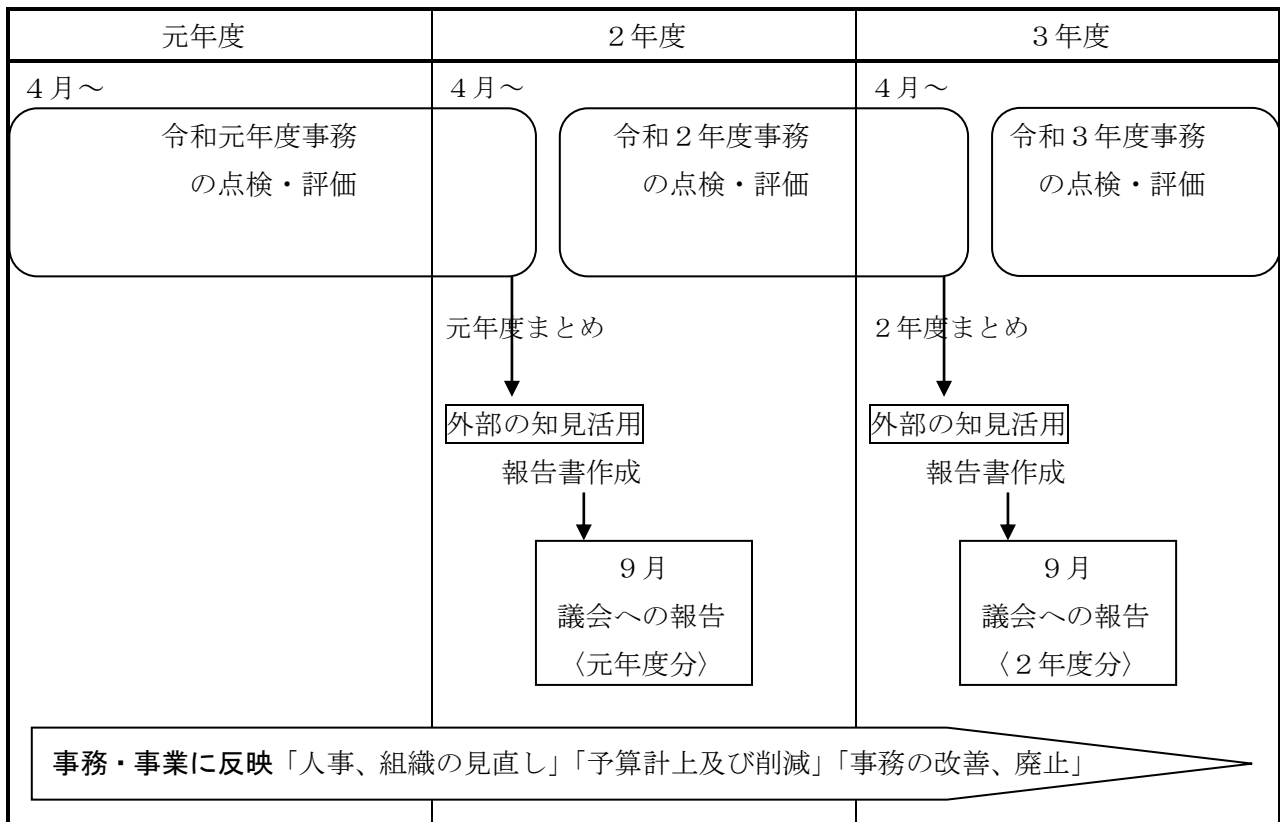 元年度
２年度
３年度
４月～
４月～
４月～
令和元年度事務
の点検・評価
令和２年度事務
の点検・評価
令和３年度事務
の点検・評価
元年度まとめ
２年度まとめ
外部の知見活用
外部の知見活用
報告書作成
報告書作成
９月
議会への報告
〈元年度分〉
９月
議会への報告
〈２年度分〉
事務・事業に反映「人事、組織の見直し」「予算計上及び削減」「事務の改善、廃止」